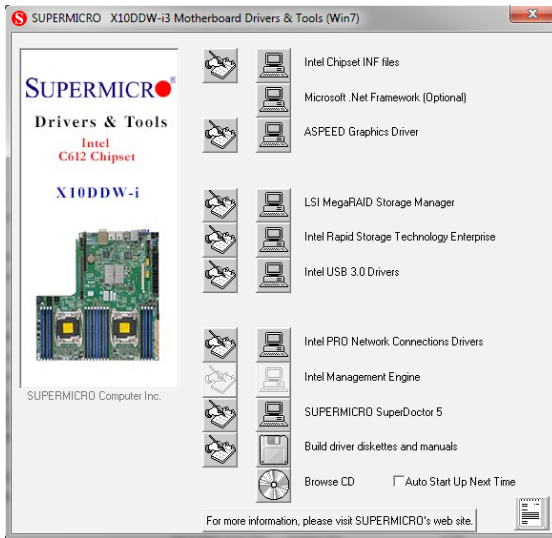 SUPERMICRO X10DDW-i3 Motherboard Drivers & Tools (Win7)
SUPERMICRO
Drivers & Tools
Intel
C612 Chipset
X10DDW-i
SUPERMICRO Computer Inc.
Intel Chipset INF files
Microsoft .Net Framework (Optional)
ASPEED Graphics Driver
LSI MegaRAID Storage Manager
Intel Rapid Storage Technology Enterprise
Intel USB 3.0 Drivers
Intel PRO Network Connections Drivers
Intel Management Engine
SUPERMICRO SuperDoctor 5
Build driver diskettes and manuals
Browse CD
Auto Start Up Next Time
For more information, please visit SUPERMICRO's web site.